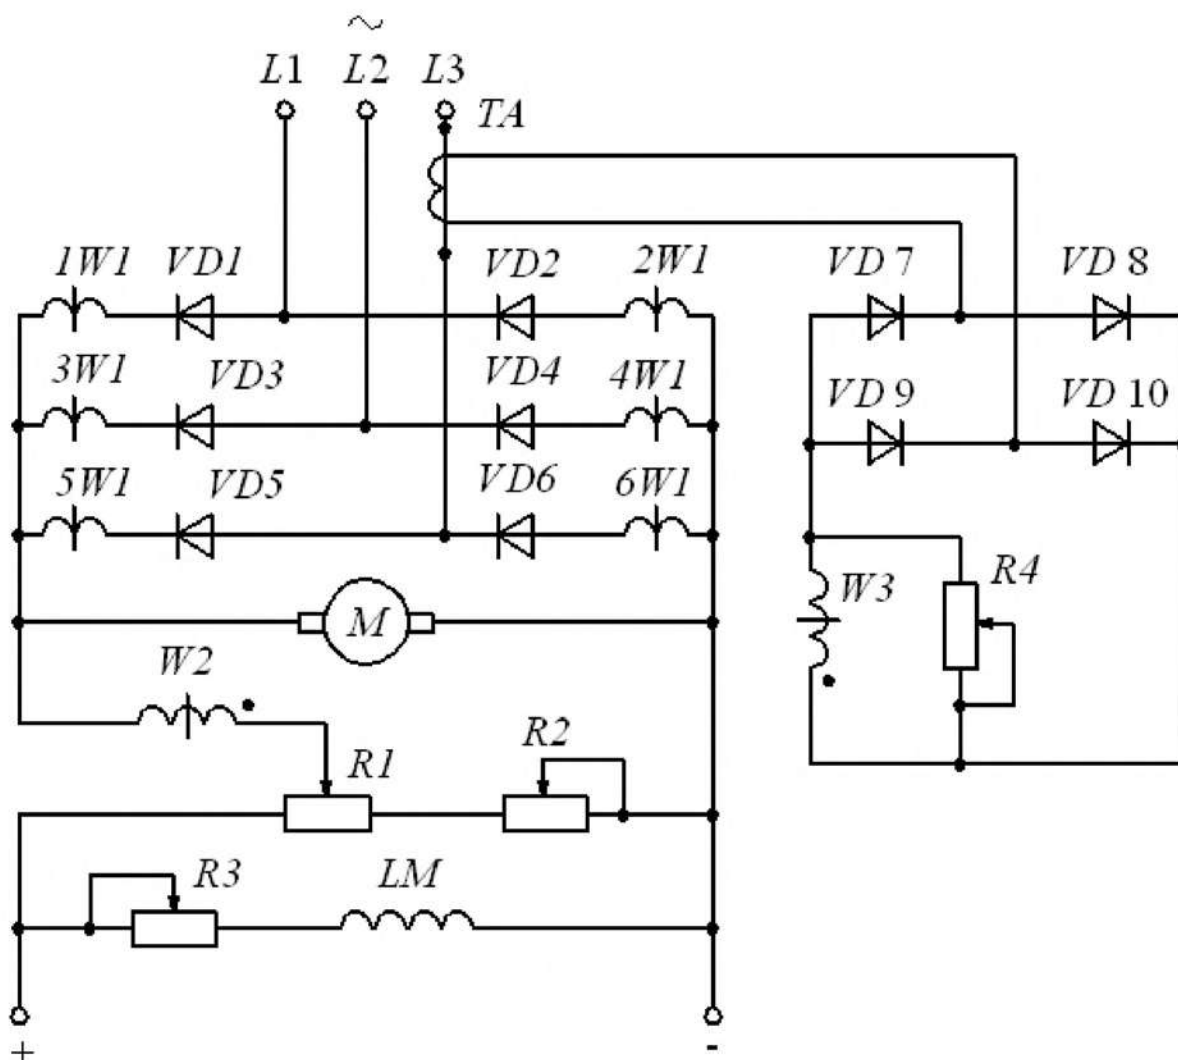 ~
L1 L2 L3
TA
1W1 VD1 VD2 2W1 VD 7 VD 8
3W1 VD3 VD4 4W1 VD 9 VD 10
5W1 VD5 VD6 6W1
M
W3 R4
W2
R1 R2
R3 LM
+ -